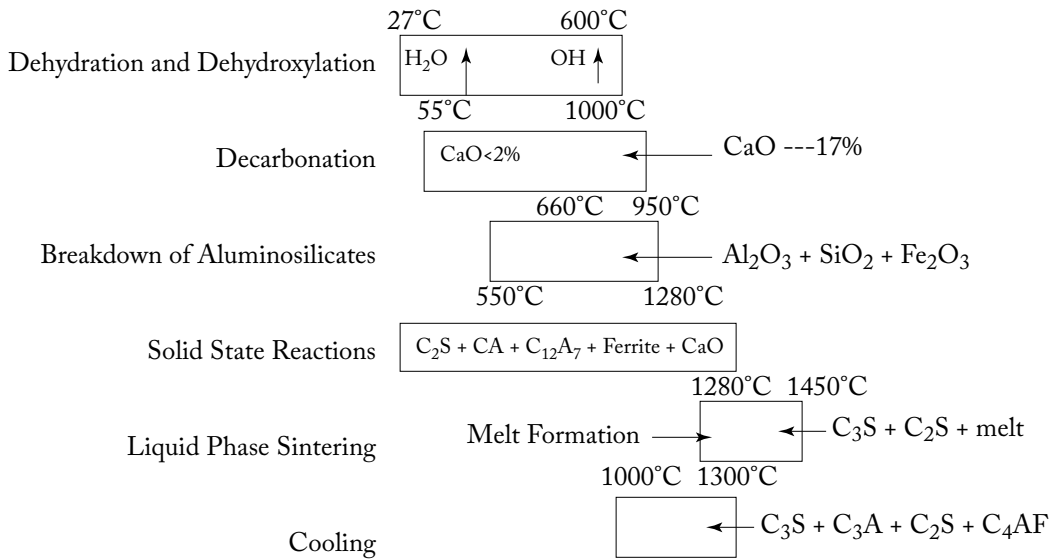 27°C 600°C
Dehydration and Dehydroxylation H₂O OH
55°C 1000°C
Decarbonation CaO<2% CaO ---17%
660°C 950°C
Breakdown of Aluminosilicates Al₂O₃ + SiO₂ + Fe₂O₃
550°C 1280°C
Solid State Reactions C₂S + CA + C₁₂A₇ + Ferrite + CaO
1280°C 1450°C
Liquid Phase Sintering Melt Formation C₃S + C₂S + melt
1000°C 1300°C
Cooling C₃S + C₃A + C₂S + C₄AF